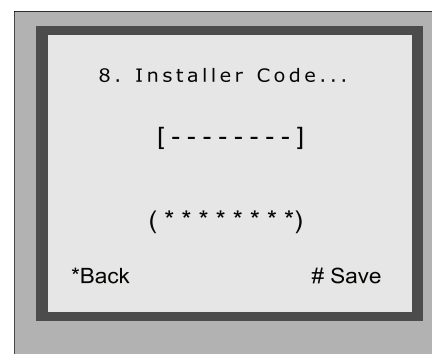 8. Installer Code...
[--------]
(********)
*Back # Save